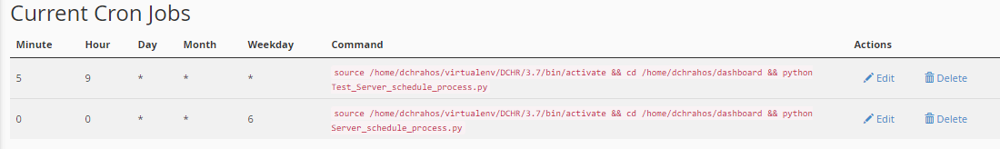 Current Cron Jobs
Minute Hour Day Month Weekday Command Actions
5 9 * * * source /home/dchrahos/virtualenv/DCHR/3.7/bin/activate && cd /home/dchrahos/dashboard && python Edit Delete
Test_Server_schedule_process.py
0 0 * * 6 source /home/dchrahos/virtualenv/DCHR/3.7/bin/activate && cd /home/dchrahos/dashboard && python Edit Delete
Server_schedule_process.py